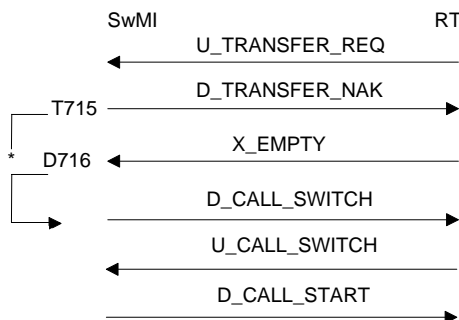 SwMI RT
U_TRANSFER_REQ
T715 D_TRANSFER_NAK
* D716 X_EMPTY
D_CALL_SWITCH
U_CALL_SWITCH
D_CALL_START